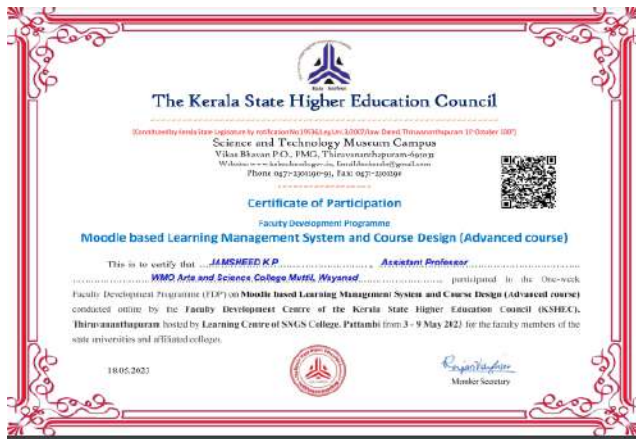 The Kerala State Higher Education Council
Science and Technology Museum Campus
Vikas Bhavan P.O., PMG, Thiruvananthapuram-695033
Phone 0471-2301290-91, Fax: 0471-2301290
Certificate of Participation
Faculty Development Programme
Moodle based Learning Management System and Course Design (Advanced course)
This is to certify that JAMSHEED K P, Assistant Professor
WMO Arts and Science College Muttil, Wayanad participated in the One-week
Faculty Development Programme (FDP) on Moodle based Learning Management System and Course Design (Advanced course)
conducted online by the Faculty Development Centre of the Kerala State Higher Education Council (KSHEC),
Thiruvananthapuram hosted by Learning Centre of SNGS College, Pattambi from 3 - 9 May 2023 for the faculty members of the
state universities and affiliated colleges.
18.05.2023
Member Secretary